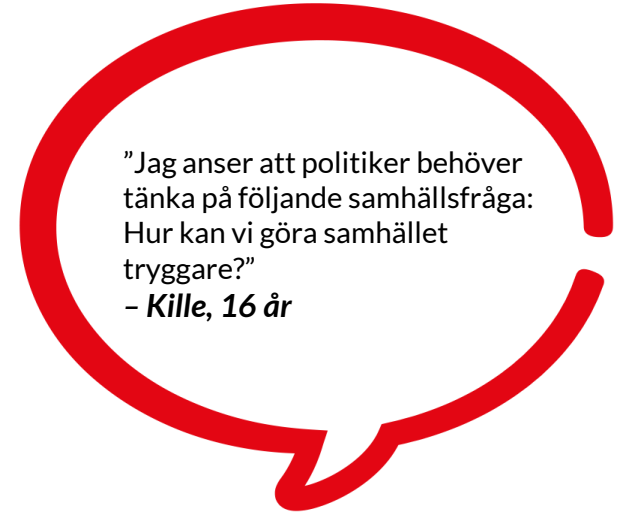 ”Jag anser att politiker behöver
tänka på följande samhällsfråga:
Hur kan vi göra samhället
tryggare?”
– Kille, 16 år